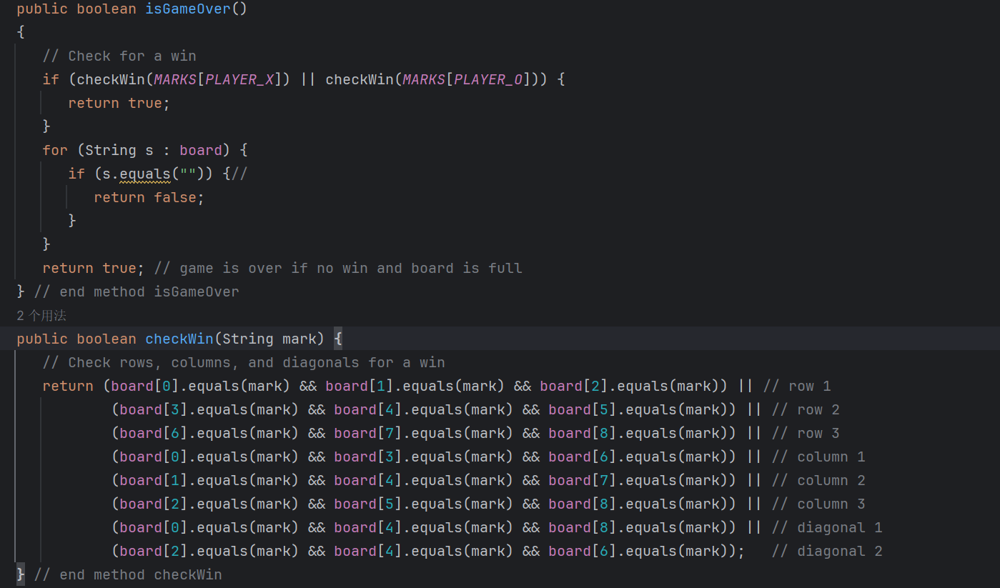 public boolean isGameOver()
{
   // Check for a win
   if (checkWin(MARKS[PLAYER_X]) || checkWin(MARKS[PLAYER_O])) {
      return true;
   }
   for (String s : board) {
      if (s.equals("")) {//
         return false;
      }
   }
   return true; // game is over if no win and board is full
} // end method isGameOver
2 个用法
public boolean checkWin(String mark) {
   // Check rows, columns, and diagonals for a win
   return (board[0].equals(mark) && board[1].equals(mark) && board[2].equals(mark)) || // row 1
           (board[3].equals(mark) && board[4].equals(mark) && board[5].equals(mark)) || // row 2
           (board[6].equals(mark) && board[7].equals(mark) && board[8].equals(mark)) || // row 3
           (board[0].equals(mark) && board[3].equals(mark) && board[6].equals(mark)) || // column 1
           (board[1].equals(mark) && board[4].equals(mark) && board[7].equals(mark)) || // column 2
           (board[2].equals(mark) && board[5].equals(mark) && board[8].equals(mark)) || // column 3
           (board[0].equals(mark) && board[4].equals(mark) && board[8].equals(mark)) || // diagonal 1
           (board[2].equals(mark) && board[4].equals(mark) && board[6].equals(mark));   // diagonal 2
} // end method checkWin